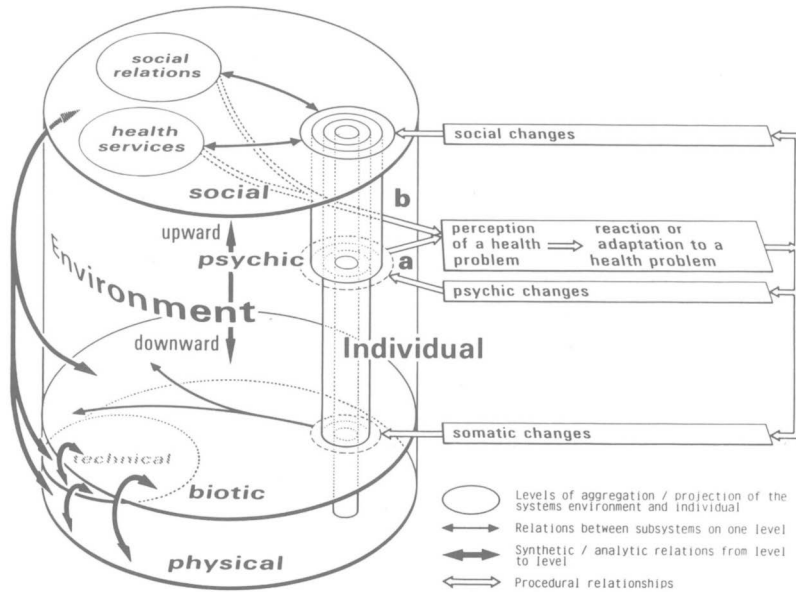 social
relations
health
services
social
social changes
b
upward
perception
of a health
problem
reaction or
adaptation to a
health problem
psychic
a
Environment
psychic changes
downward
Individual
somatic changes
technical
biotic
physical
Levels of aggregation / projection of the
systems environment and individual
Relations between subsystems on one level
Synthetic / analytic relations from level
to level
Procedural relationships